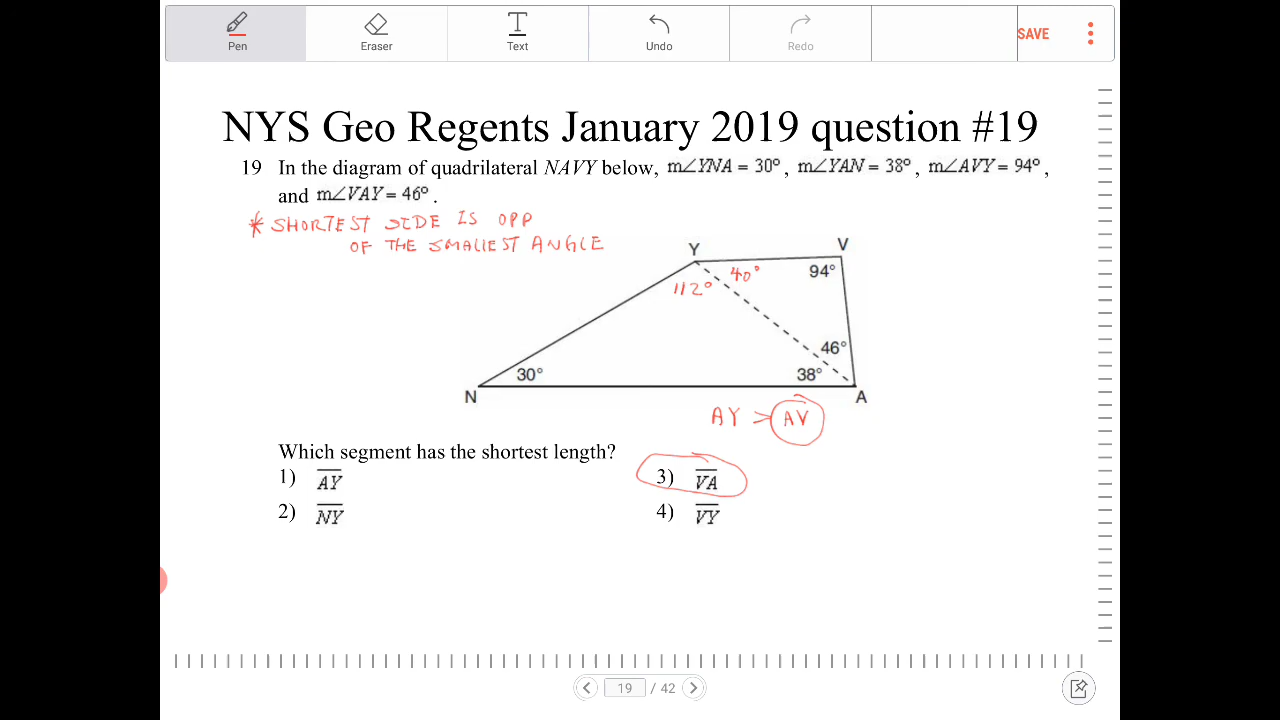 Pen Eraser Text Undo Redo SAVE
NYS Geo Regents January 2019 question #19
19 In the diagram of quadrilateral NAVY below, m∠YNA = 30°, m∠YAN = 38°, m∠AVY = 94°,
and m∠VAY = 46°.
* SHORTEST SIDE IS OPP
OF THE SMALLEST ANGLE
Y V
40° 94°
112°
46°
30° 38°
N A
AY > AV
Which segment has the shortest length?
1) AY 3) VA
2) NY 4) VY
19 / 42